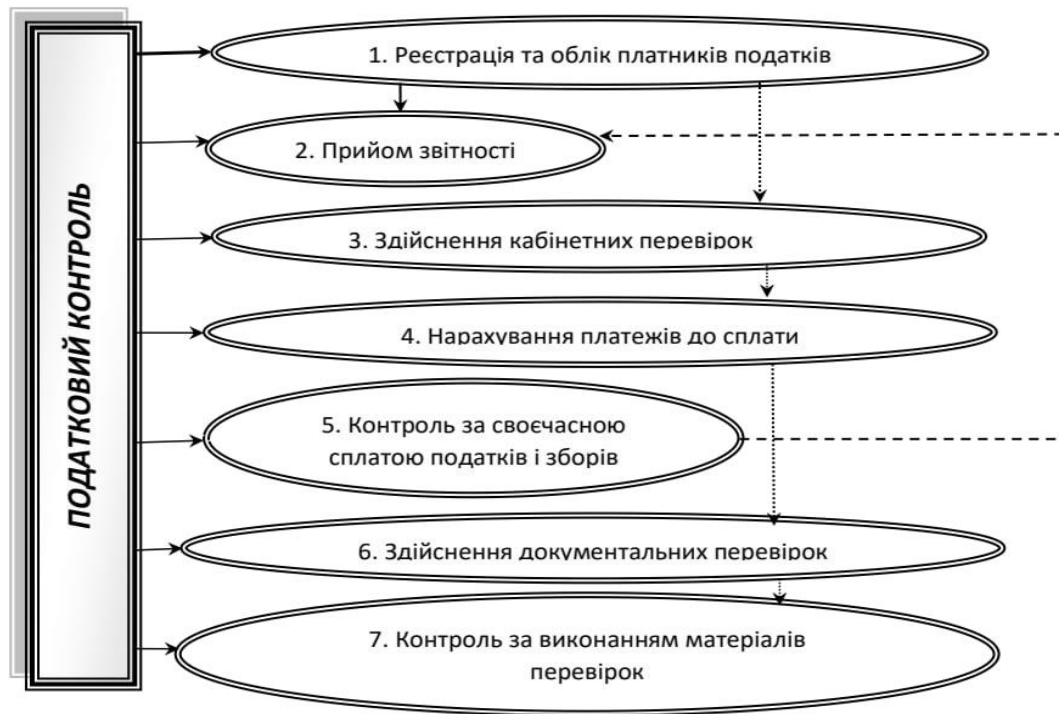 ПОДАТКОВИЙ КОНТРОЛЬ
1. Реєстрація та облік платників податків
2. Прийом звітності
3. Здійснення кабінетних перевірок
4. Нарахування платежів до сплати
5. Контроль за своєчасною
сплатою податків і зборів
6. Здійснення документальних перевірок
7. Контроль за виконанням матеріалів
перевірок